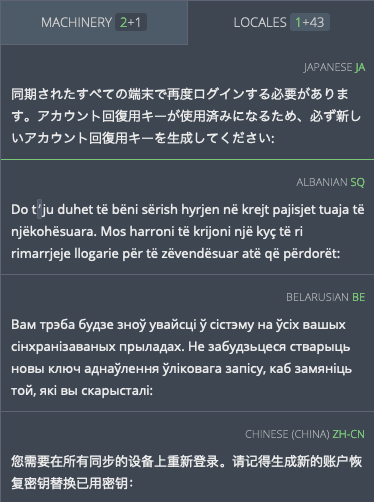 MACHINERY 2+1
LOCALES 1+43
JAPANESE JA
同期されたすべての端末で再度ログインする必要がありま
す。アカウント回復用キーが使用済みになるため、必ず新し
いアカウント回復用キーを生成してください:
ALBANIAN SQ
Do t’ju duhet të bëni sërish hyrjen në krejt pajisjet tuaja të
njëkohësuara. Mos harroni të krijoni një kyç të ri
rimarrjeje llogarie për të zëvendësuar atë që përdorët:
BELARUSIAN BE
Вам трэба будзе зноў увайсці ў сістэму на ўсіх вашых
сінхранізаваных прыладах. Не забудзьцеся стварыць
новы ключ аднаўлення ўліковага запісу, каб замяніць
той, які вы скарысталі:
CHINESE (CHINA) ZH-CN
您需要在所有同步的设备上重新登录。请记得生成新的账户恢
复密钥替换已用密钥：